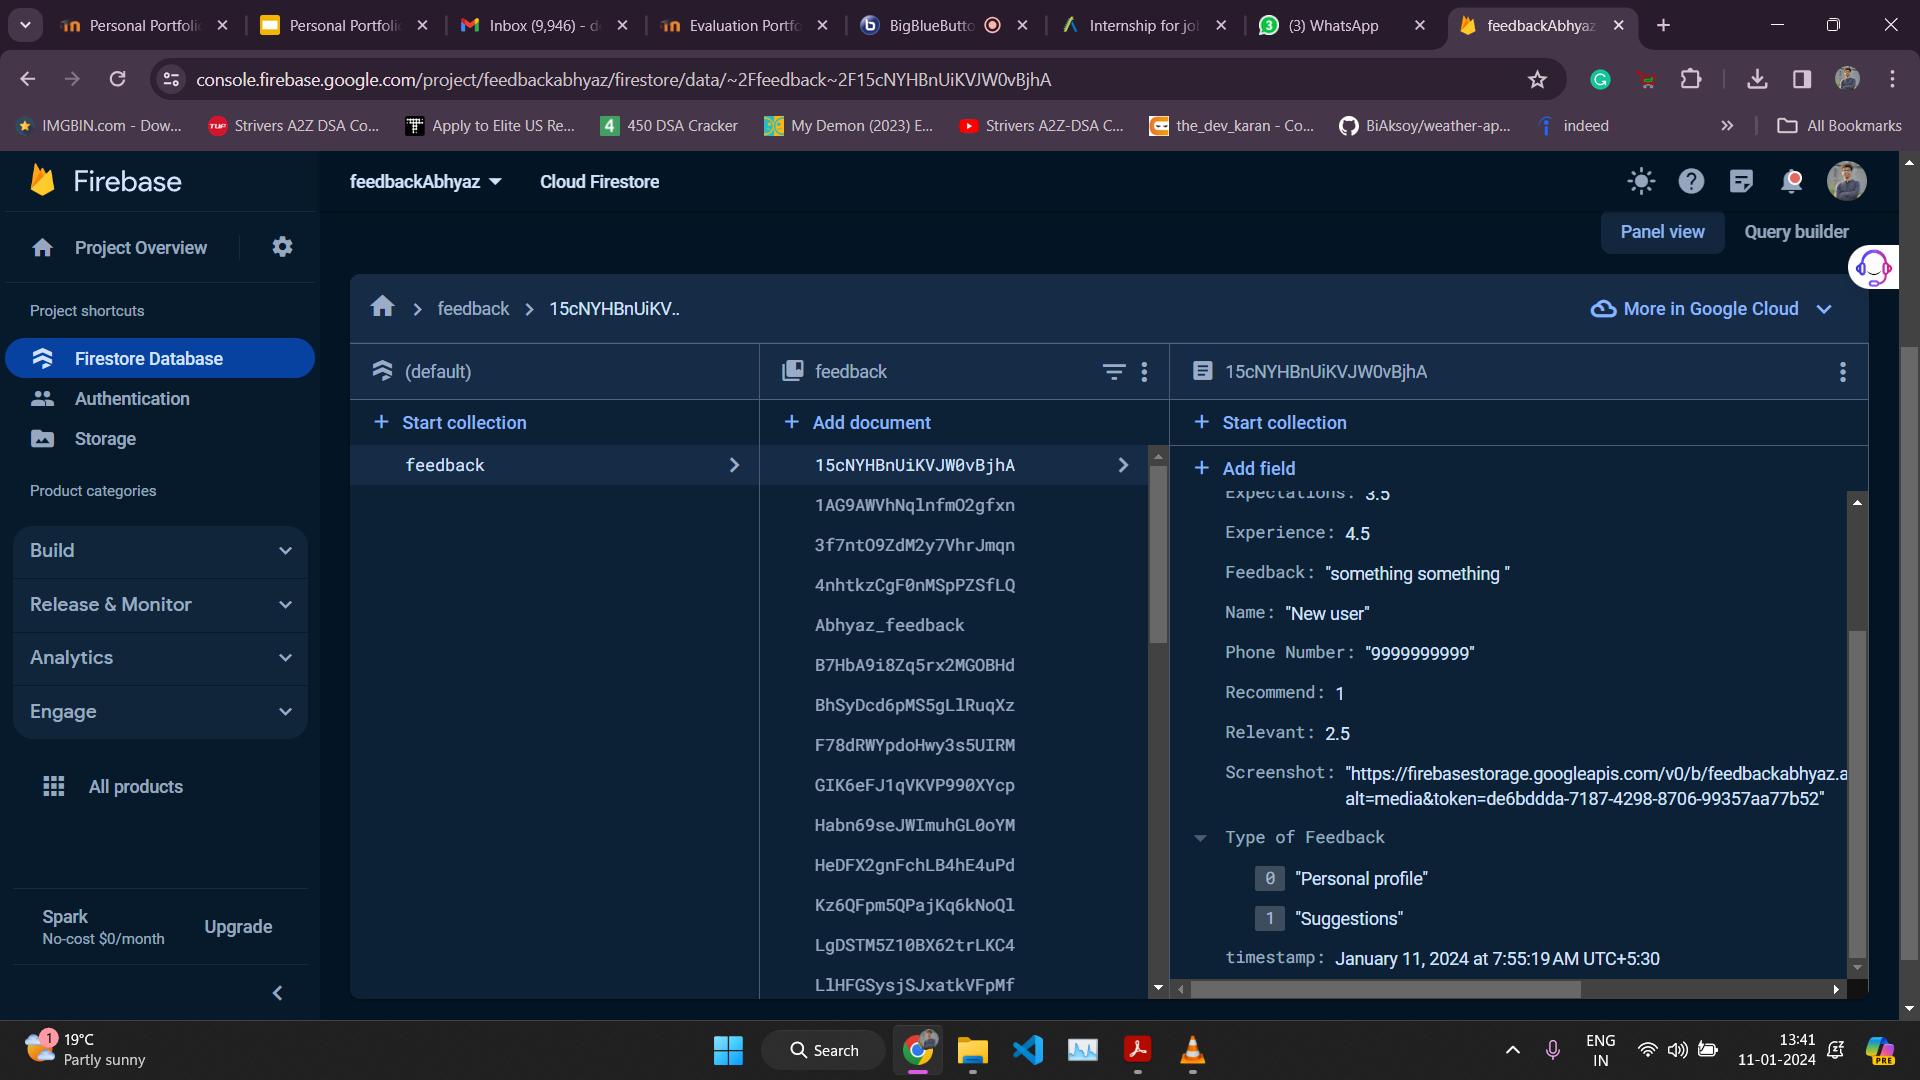 Personal Portfolio
Personal Portfolio
Inbox (9,946) - d
Evaluation Portfo
BigBlueButto
Internship for jo
(3) WhatsApp
feedbackAbhyaz
console.firebase.google.com/project/feedbackabhyaz/firestore/data/~2Ffeedback~2F15cNYHBnUiKVJW0vBjhA
IMGBIN.com - Dow...
Strivers A2Z DSA Co...
Apply to Elite US Re...
4 450 DSA Cracker
My Demon (2023) E...
Strivers A2Z-DSA C...
the_dev_karan - Co...
BiAksoy/weather-ap...
indeed
All Bookmarks
Firebase
feedbackAbhyaz
Cloud Firestore
Project Overview
Panel view
Query builder
Project shortcuts
Firestore Database
Authentication
Storage
Product categories
Build
Release & Monitor
Analytics
Engage
All products
Spark
No-cost $0/month
Upgrade
feedback
15cNYHBnUiKV..
More in Google Cloud
(default)
Start collection
feedback
feedback
Add document
15cNYHBnUiKVJW0vBjhA
1AG9AWVhNqlnfmO2gfxn
3f7ntO9ZdM2y7VhrJmqn
4nhtkzCgF0nMSpPZSfLQ
Abhyaz_feedback
B7HbA9i8Zq5rx2MGOBHd
BhSyDcd6pMS5gLlRuqXz
F78dRWYpdoHwy3s5UIRM
GIK6eFJ1qVKVP990XYcp
Habn69seJWImuhGL0oYM
HeDFX2gnFchLB4hE4uPd
Kz6QFpm5QPajKq6kNoQl
LgDSTM5Z10BX62trLKC4
LlHFGSysjSJxatkVFpMf
15cNYHBnUiKVJW0vBjhA
Start collection
Add field
Expectations: 3.5
Experience: 4.5
Feedback: "something something "
Name: "New user"
Phone Number: "9999999999"
Recommend: 1
Relevant: 2.5
Screenshot: "https://firebasestorage.googleapis.com/v0/b/feedbackabhyaz.a
alt=media&token=de6bddda-7187-4298-8706-99357aa77b52"
Type of Feedback
0 "Personal profile"
1 "Suggestions"
timestamp: January 11, 2024 at 7:55:19 AM UTC+5:30
1
19°C
Partly sunny
Search
ENG
IN
13:41
11-01-2024
PRE